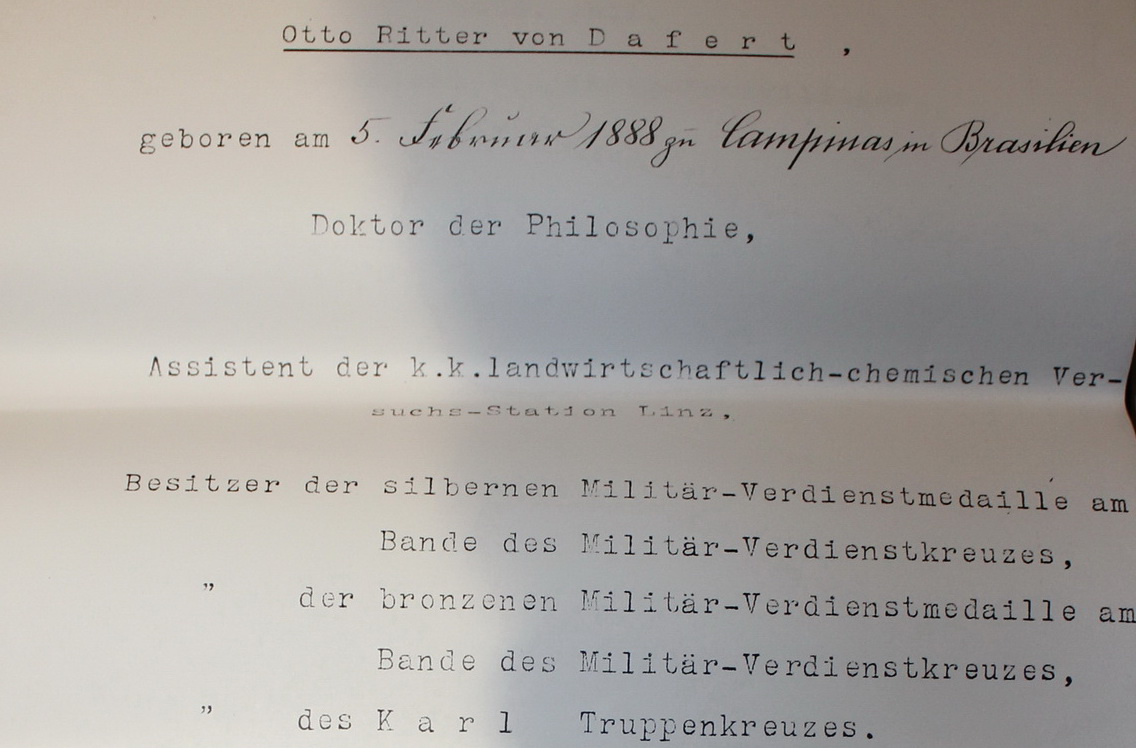 Otto Ritter von D a f e r t ,
geboren am 5. Februar 1888 zu Campinas in Brasilien
Doktor der Philosophie,
Assistent der k.k.landwirtschaftlich-chemischen Ver-
suchs-Station Linz,
Besitzer der silbernen Militär-Verdienstmedaille am
Bande des Militär-Verdienstkreuzes,
" der bronzenen Militär-Verdienstmedaille am
Bande des Militär-Verdienstkreuzes,
" des K a r l Truppenkreuzes.